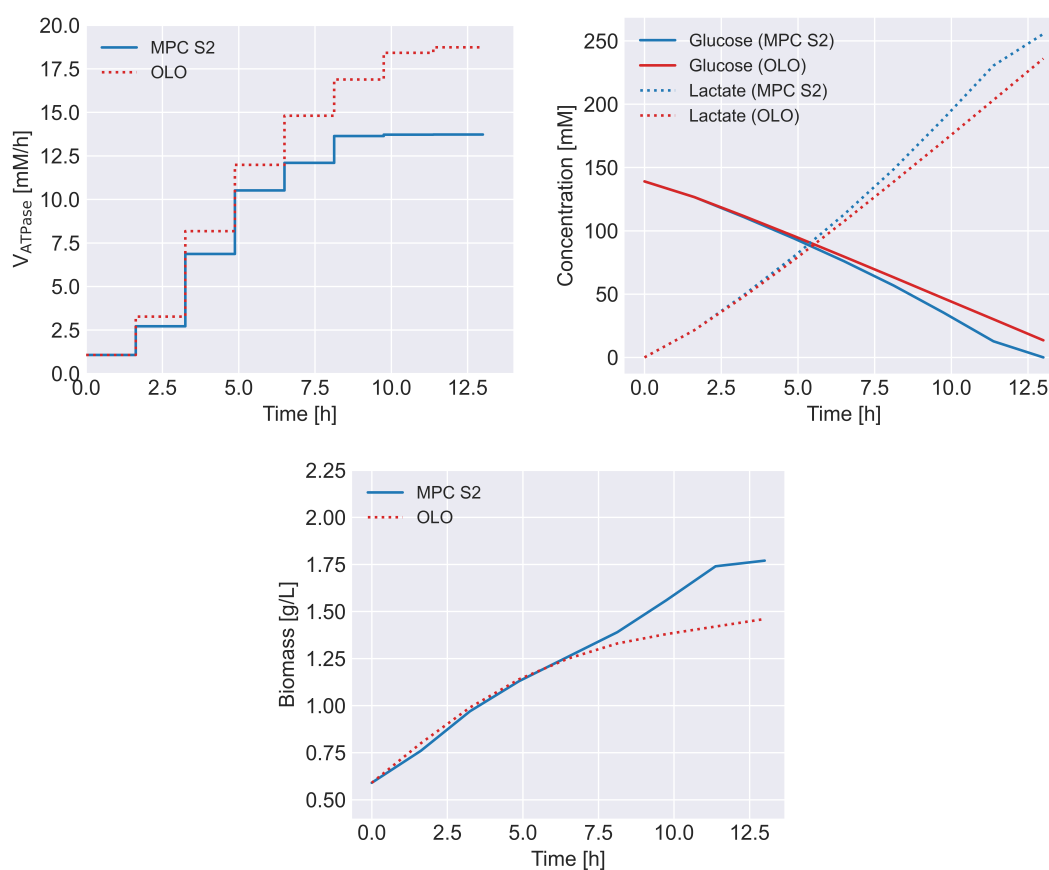 20.0
17.5
15.0
12.5
10.0
7.5
5.0
2.5
0.0
V_ATPase [mM/h]
MPC S2
OLO
0.0 2.5 5.0 7.5 10.0 12.5
Time [h]
250
200
150
100
50
0
Concentration [mM]
Glucose (MPC S2)
Glucose (OLO)
Lactate (MPC S2)
Lactate (OLO)
0.0 2.5 5.0 7.5 10.0 12.5
Time [h]
2.25
2.00
1.75
1.50
1.25
1.00
0.75
0.50
Biomass [g/L]
MPC S2
OLO
0.0 2.5 5.0 7.5 10.0 12.5
Time [h]